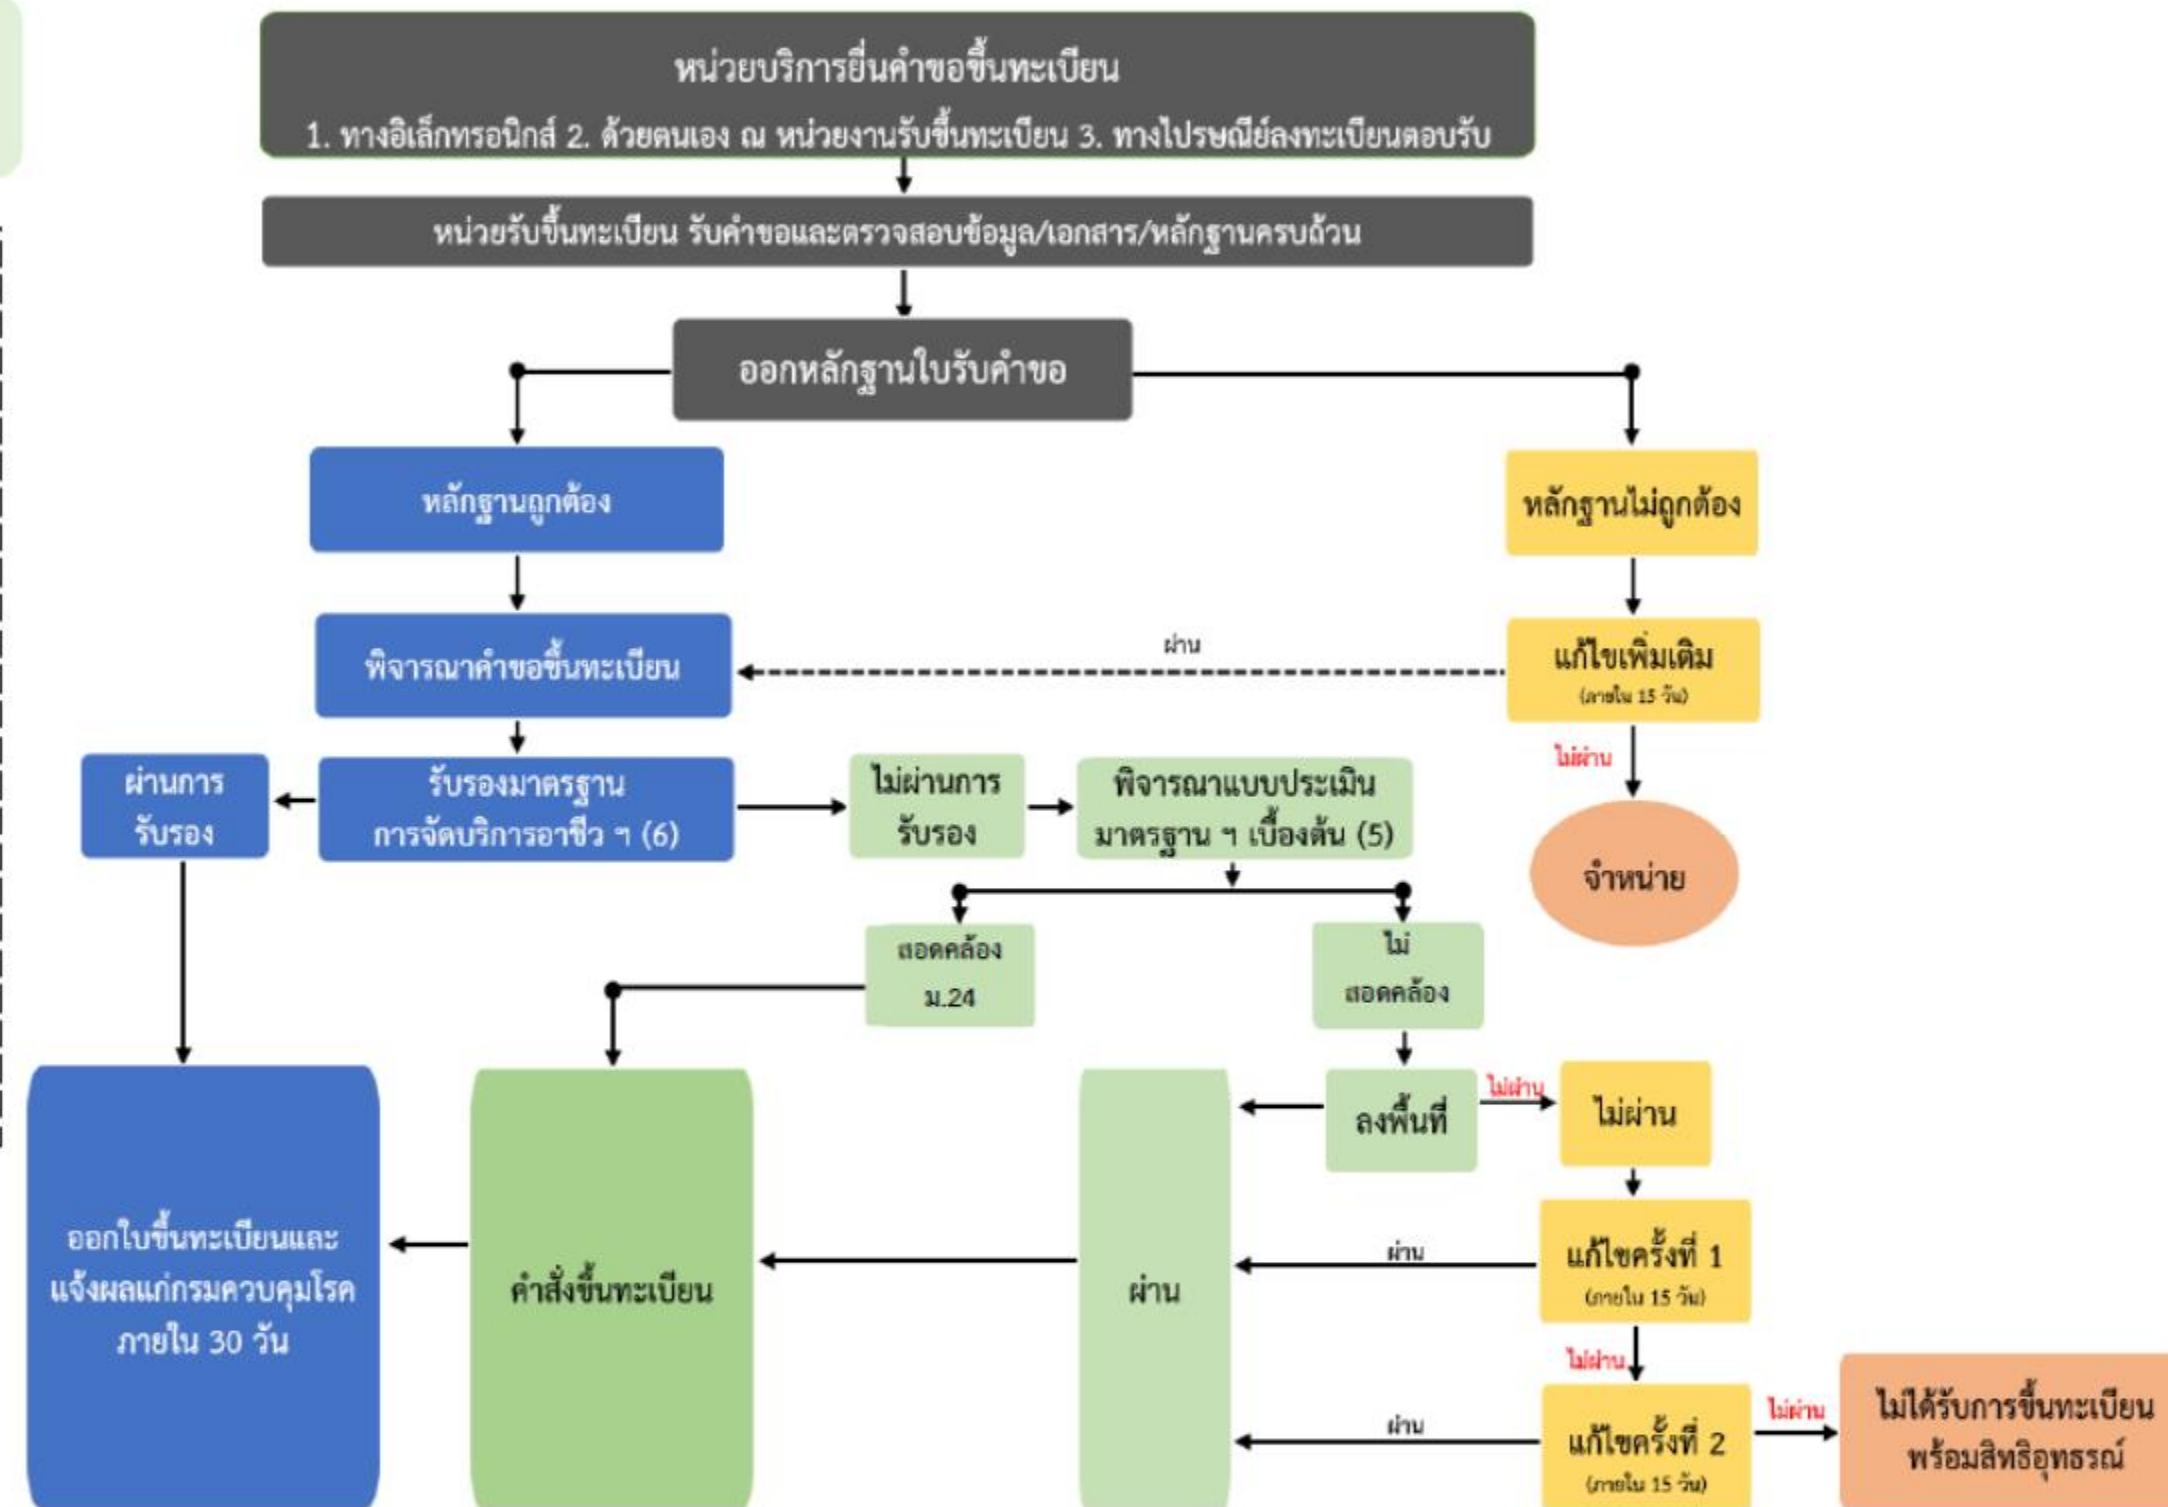 หน่วยบริการยื่นคำขอขึ้นทะเบียน
1. ทางอิเล็กทรอนิกส์ 2. ด้วยตนเอง ณ หน่วยงานรับขึ้นทะเบียน 3. ทางไปรษณีย์ลงทะเบียนตอบรับ
หน่วยรับขึ้นทะเบียน รับคำขอและตรวจสอบข้อมูล/เอกสาร/หลักฐานครบถ้วน
ออกหลักฐานใบรับคำขอ
หลักฐานถูกต้อง
หลักฐานไม่ถูกต้อง
พิจารณาคำขอขึ้นทะเบียน
ผ่าน
แก้ไขเพิ่มเติม
(ภายใน 15 วัน)
ไม่ผ่าน
จำหน่าย
ผ่านการ
รับรอง
รับรองมาตรฐาน
การจัดบริการอาชีว ฯ (6)
ไม่ผ่านการ
รับรอง
พิจารณาแบบประเมิน
มาตรฐาน ฯ เบื้องต้น (5)
สอดคล้อง
ม.24
ไม่
สอดคล้อง
ลงพื้นที่
ไม่ผ่าน
ไม่ผ่าน
ออกใบขึ้นทะเบียนและ
แจ้งผลแก่กรมควบคุมโรค
ภายใน 30 วัน
คำสั่งขึ้นทะเบียน
ผ่าน
ผ่าน
แก้ไขครั้งที่ 1
(ภายใน 15 วัน)
ไม่ผ่าน
ผ่าน
แก้ไขครั้งที่ 2
(ภายใน 15 วัน)
ไม่ผ่าน
ไม่ได้รับการขึ้นทะเบียน
พร้อมสิทธิอุทธรณ์